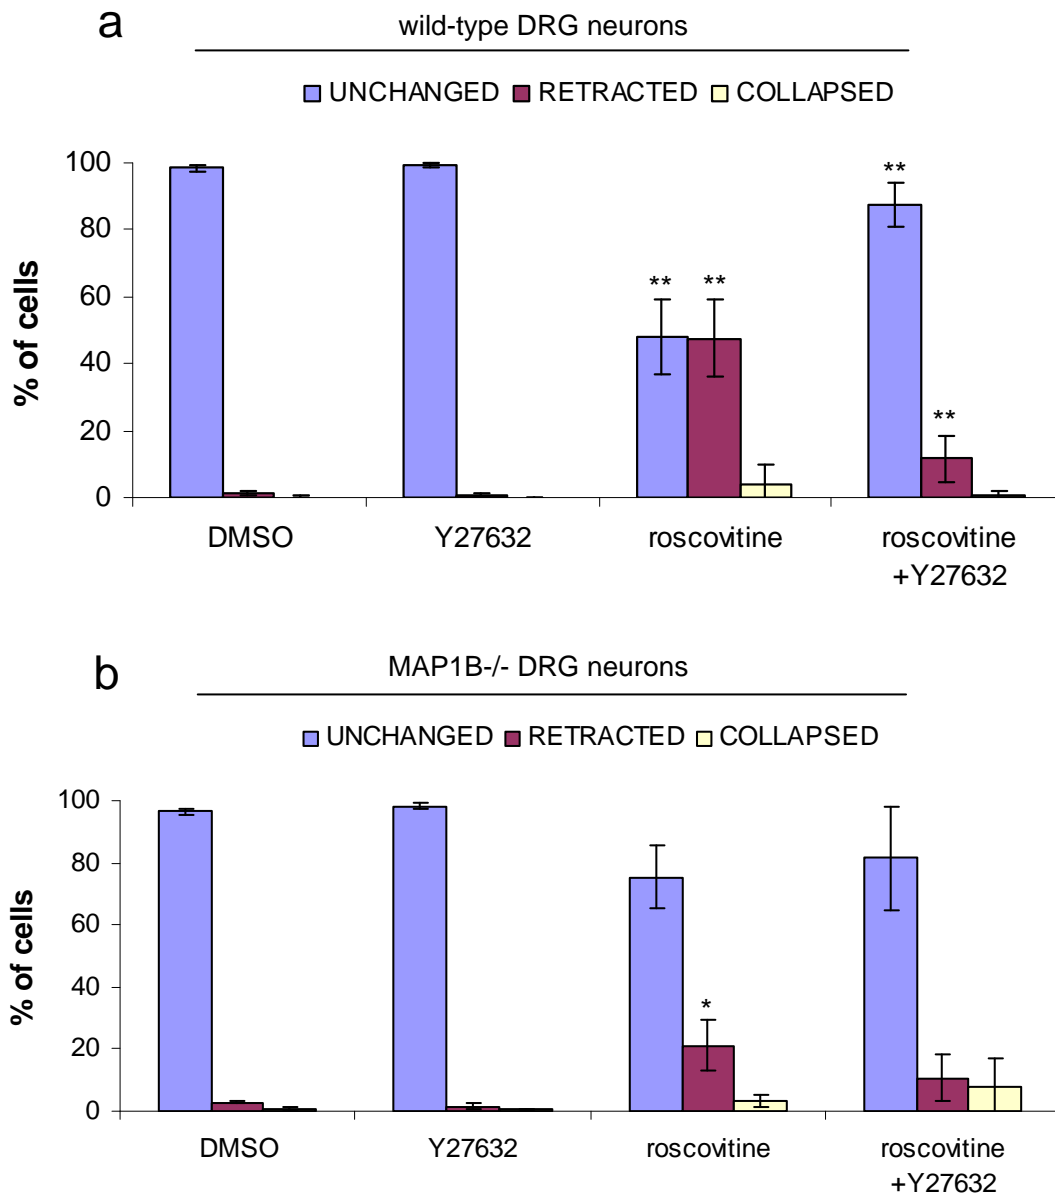 a
wild-type DRG neurons
UNCHANGED RETRACTED COLLAPSED
% of cells
100
80
60
40
20
0
**
**
**
**
DMSO Y27632 roscovitine roscovitine
+Y27632
b
MAP1B-/- DRG neurons
UNCHANGED RETRACTED COLLAPSED
% of cells
100
80
60
40
20
0
*
DMSO Y27632 roscovitine roscovitine
+Y27632